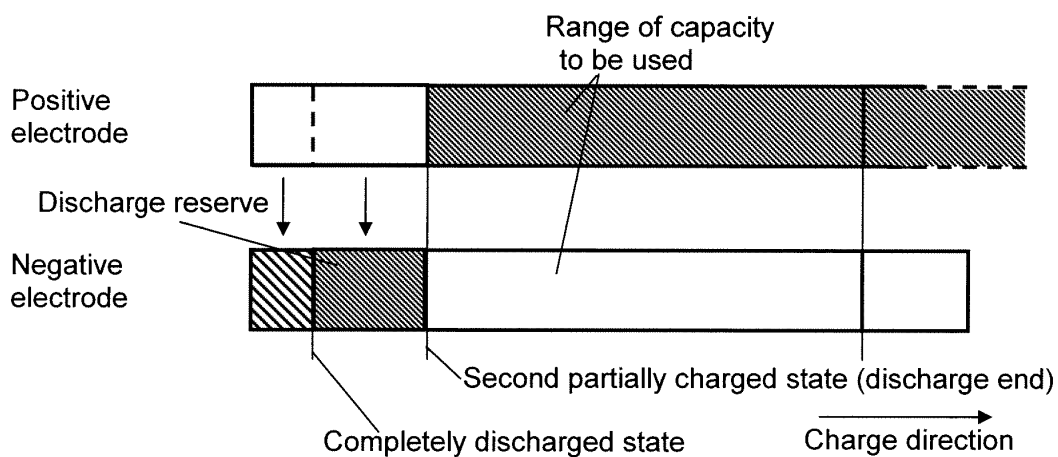 Range of capacity
to be used
Positive
electrode
Discharge reserve
Negative
electrode
Second partially charged state (discharge end)
Completely discharged state
Charge direction